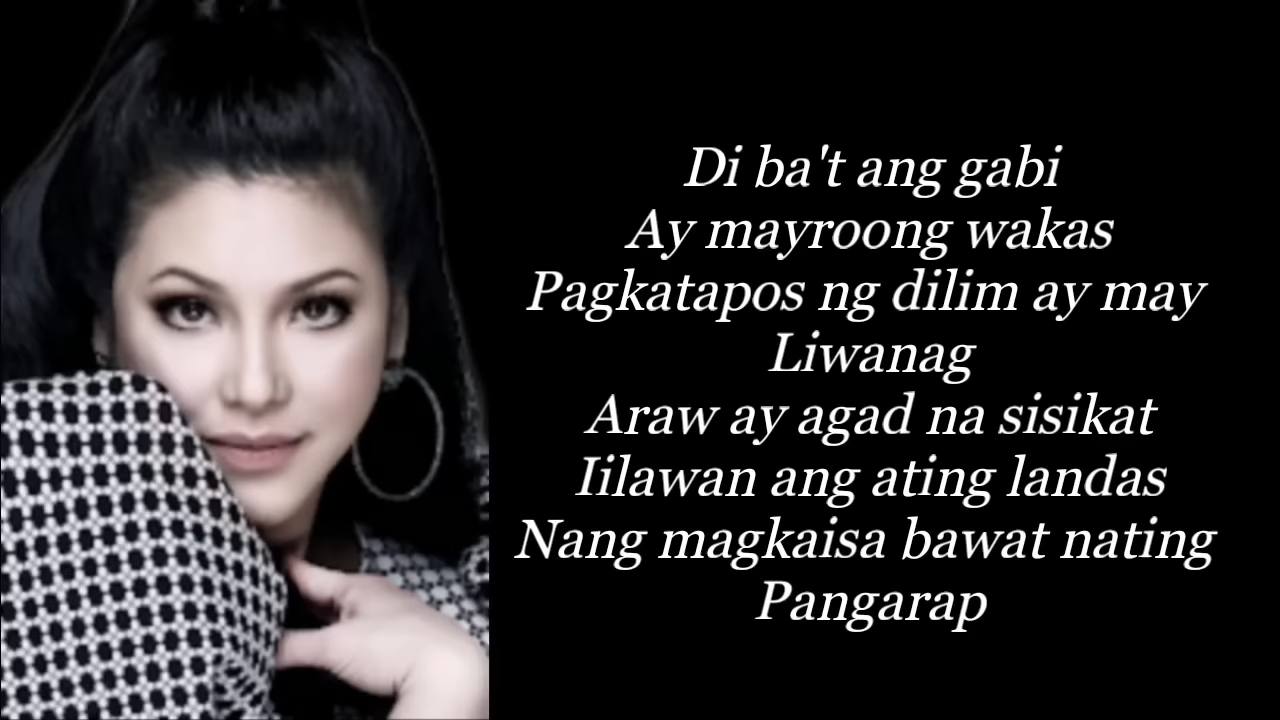 Di ba't ang gabi
Ay mayroong wakas
Pagkatapos ng dilim ay may
Liwanag
Araw ay agad na sisikat
Iilawan ang ating landas
Nang magkaisa bawat nating
Pangarap